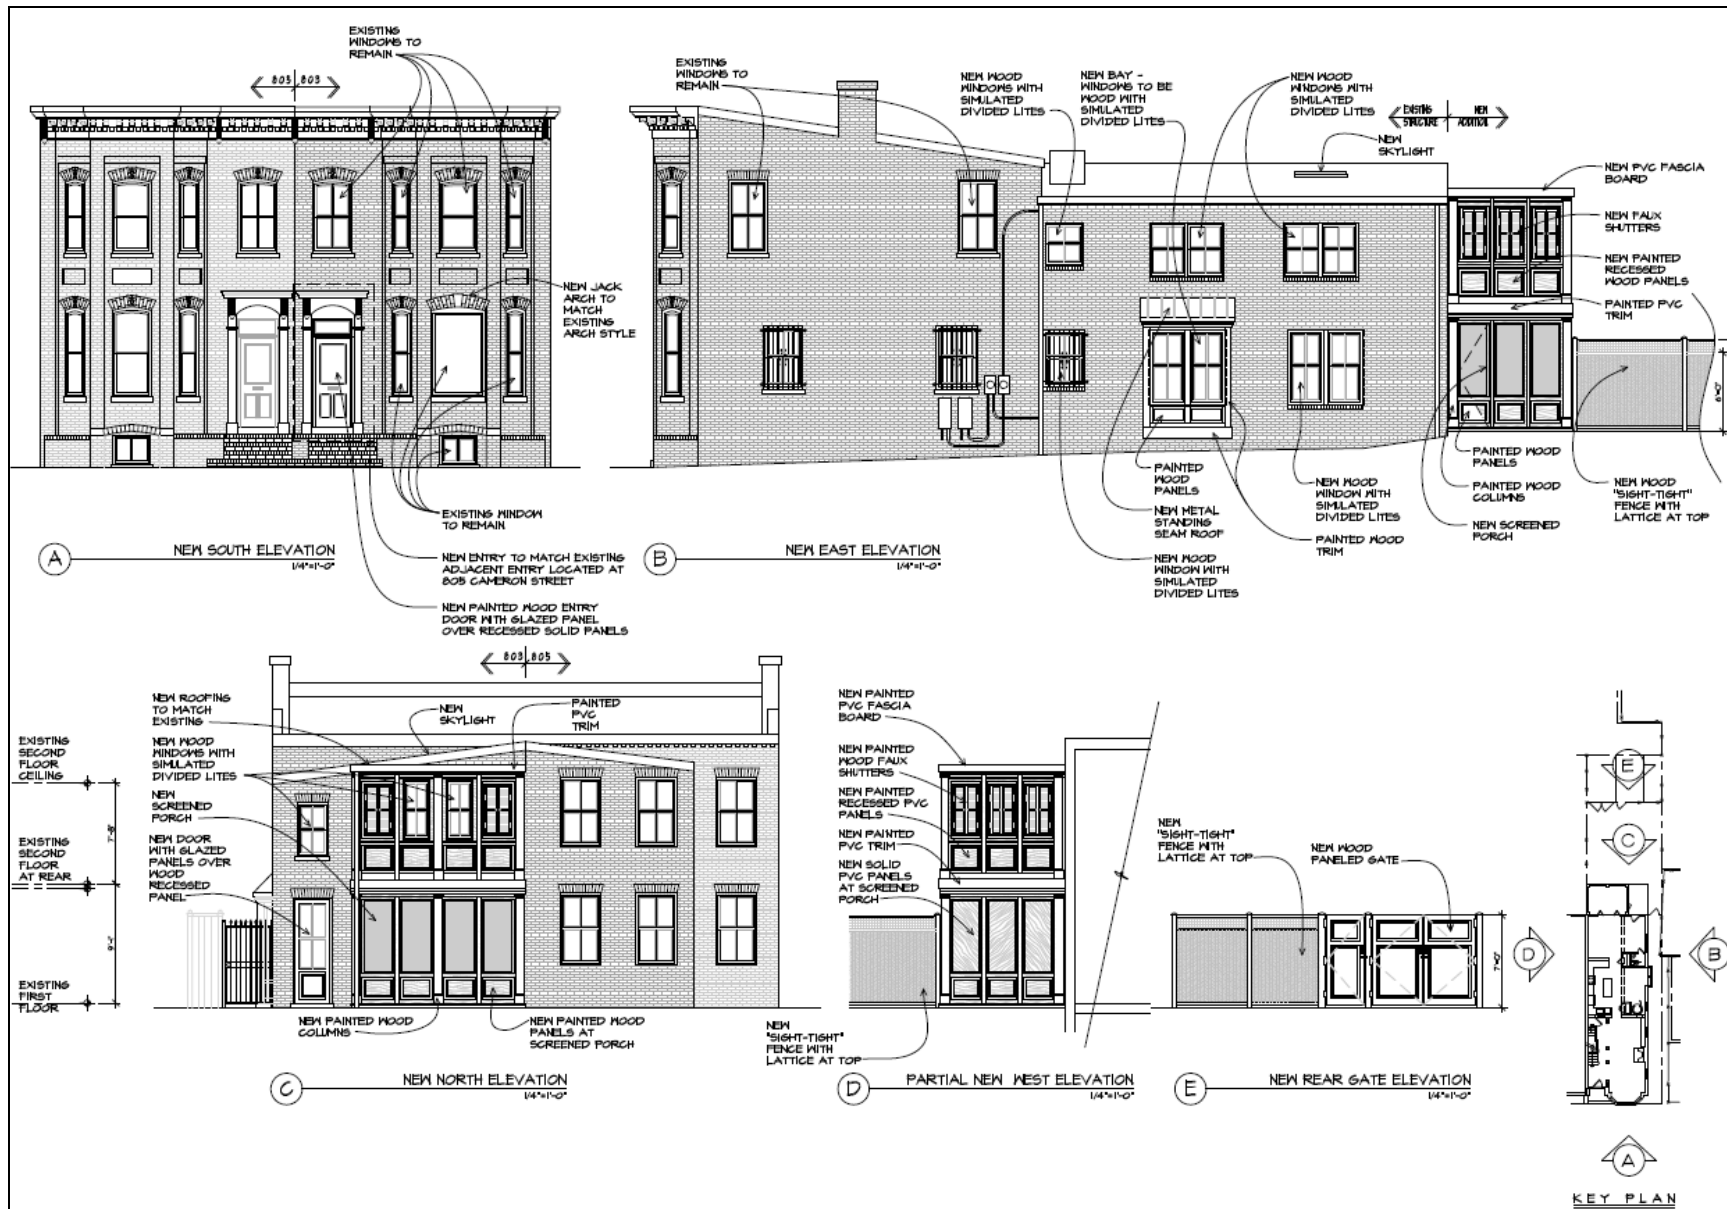 EXISTING
WINDOWS TO
REMAIN
805 803
NEW JACK
ARCH TO
MATCH
EXISTING
ARCH STYLE
EXISTING WINDOW
TO REMAIN
NEW ENTRY TO MATCH EXISTING
ADJACENT ENTRY LOCATED AT
805 CAMERON STREET
NEW PAINTED WOOD ENTRY
DOOR WITH GLAZED PANEL
OVER RECESSED SOLID PANELS
A
NEW SOUTH ELEVATION
1/4"=1'-0"
EXISTING
WINDOWS TO
REMAIN
NEW WOOD
WINDOWS WITH
SIMULATED
DIVIDED LITES
NEW BAY -
WINDOWS TO BE
WOOD WITH
SIMULATED
DIVIDED LITES
NEW WOOD
WINDOWS WITH
SIMULATED
DIVIDED LITES
NEW
SKYLIGHT
EXISTING
STRUCTURE
NEW
ADDITION
NEW PVC FASCIA
BOARD
NEW FAUX
SHUTTERS
NEW PAINTED
RECESSED
WOOD PANELS
PAINTED PVC
TRIM
6'-0"
PAINTED WOOD
PANELS
PAINTED WOOD
COLUMNS
NEW SCREENED
PORCH
NEW WOOD
"SIGHT-TIGHT"
FENCE WITH
LATTICE AT TOP
PAINTED
WOOD
PANELS
NEW METAL
STANDING
SEAM ROOF
NEW WOOD
WINDOW WITH
SIMULATED
DIVIDED LITES
NEW WOOD
WINDOW WITH
SIMULATED
DIVIDED LITES
PAINTED WOOD
TRIM
B
NEW EAST ELEVATION
1/4"=1'-0"
803 805
NEW ROOFING
TO MATCH
EXISTING
NEW
SKYLIGHT
PAINTED
PVC
TRIM
NEW WOOD
WINDOWS WITH
SIMULATED
DIVIDED LITES
NEW
SCREENED
PORCH
NEW DOOR
WITH GLAZED
PANELS OVER
WOOD
RECESSED
PANEL
EXISTING
SECOND
FLOOR
CEILING
7'-8"
EXISTING
SECOND
FLOOR
AT REAR
EXISTING
FIRST
FLOOR
NEW PAINTED WOOD
COLUMNS
NEW PAINTED WOOD
PANELS AT
SCREENED PORCH
C
NEW NORTH ELEVATION
1/4"=1'-0"
NEW PAINTED
PVC FASCIA
BOARD
NEW PAINTED
WOOD FAUX
SHUTTERS
NEW PAINTED
RECESSED PVC
PANELS
NEW PAINTED
PVC TRIM
NEW SOLID
PVC PANELS
AT SCREENED
PORCH
NEW
"SIGHT-TIGHT"
FENCE WITH
LATTICE AT TOP
D
PARTIAL NEW WEST ELEVATION
1/4"=1'-0"
NEW
"SIGHT-TIGHT"
FENCE WITH
LATTICE AT TOP
NEW WOOD
PANELED GATE
7'-0"
E
NEW REAR GATE ELEVATION
1/4"=1'-0"
E
C
D
B
A
KEY PLAN